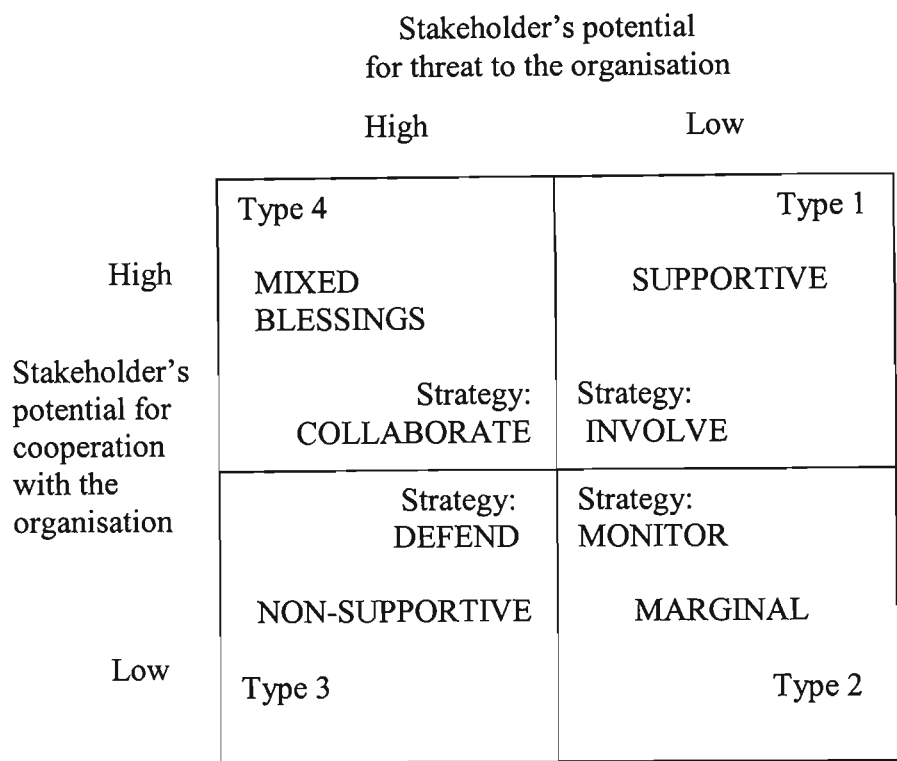 Stakeholder's potential
for threat to the organisation
High
Low
Type 4
Type 1
High
MIXED
BLESSINGS
SUPPORTIVE
Stakeholder's
potential for
cooperation
with the
organisation
Strategy:
COLLABORATE
Strategy:
INVOLVE
Strategy:
DEFEND
Strategy:
MONITOR
NON-SUPPORTIVE
MARGINAL
Low
Type 3
Type 2